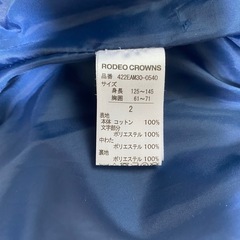 RODEO CROWNS
品番 422EAM30-0540
サイズ
身長 125～145
胸囲 61～71
2
表地
本体 コットン 100%
文字部分
ポリエステル 100%
中わた
ポリエステル 100%
裏地
ポリエステル 100%